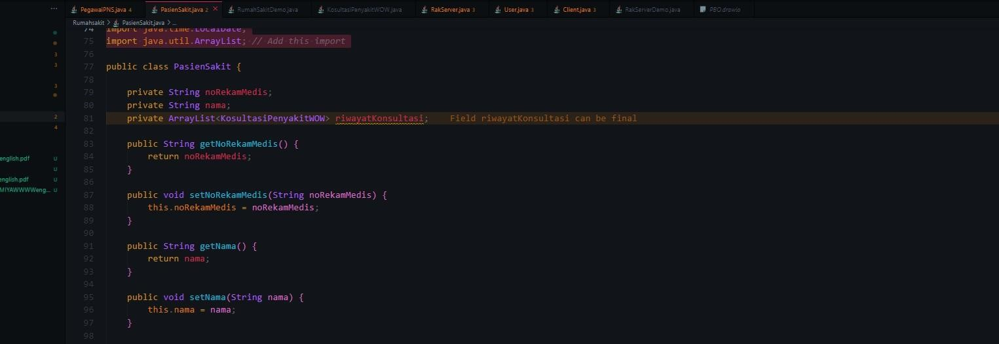 ...
PegawaiPNS.java 4
PasienSakit.java 2
RumahSakitDemo.java
KosultasiPenyakitWOW.java
RakServer.java 3
User.java 3
Client.java 3
RakServerDemo.java
PBO.drawio
Rumahsakit > PasienSakit.java > ...
3
3
3
2
4
english.pdf U
U
english.pdf U
MIYAWWWWeng... U
74 import java.time.LocalDate;
75 import java.util.ArrayList; // Add this import
76
77 public class PasienSakit {
78
79 private String noRekamMedis;
80 private String nama;
81 private ArrayList<KosultasiPenyakitWOW> riwayatKonsultasi; Field riwayatKonsultasi can be final
82
83 public String getNoRekamMedis() {
84 return noRekamMedis;
85 }
86
87 public void setNoRekamMedis(String noRekamMedis) {
88 this.noRekamMedis = noRekamMedis;
89 }
90
91 public String getNama() {
92 return nama;
93 }
94
95 public void setNama(String nama) {
96 this.nama = nama;
97 }
98